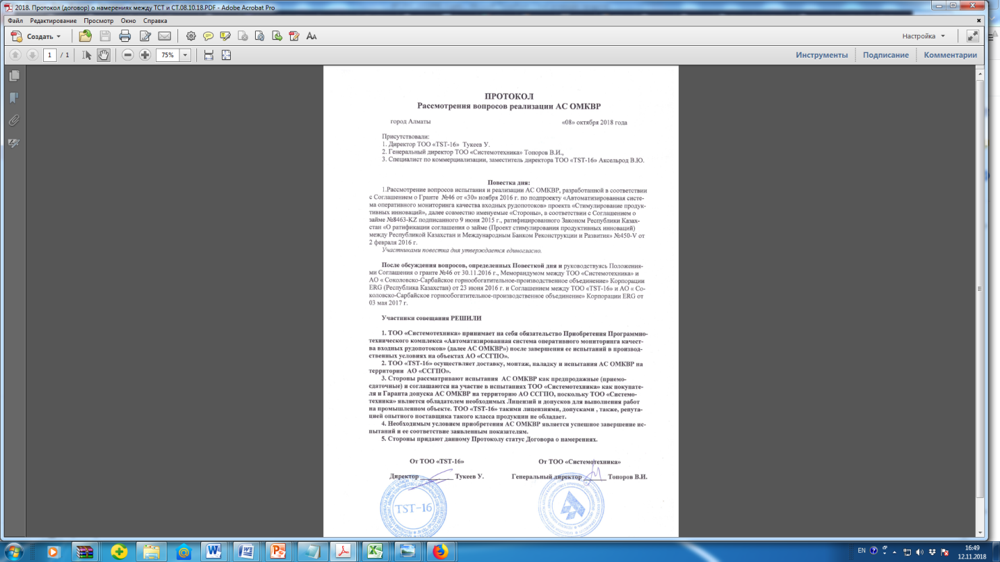 2018. Протокол (договор) о намерениях между ТСТ и СТ.08.10.18.PDF - Adobe Acrobat Pro
Файл Редактирование Просмотр Окно Справка
Создать Настройка
1 / 1 75% Инструменты Подписание Комментарии
ПРОТОКОЛ
Рассмотрения вопросов реализации АС ОМКВР
город Алматы «08» октября 2018 года
Присутствовали:
1. Директор ТОО «TST-16» Тукеев У.
2. Генеральный директор ТОО «Системотехника» Топоров В.И.,
3. Специалист по коммерциализации, заместитель директора ТОО «TST-16» Аксельрод В.Ю.
Повестка дня:
1.Рассмотрение вопросов испытания и реализации АС ОМКВР, разработанной в соответствии
с Соглашением о Гранте №46 от «30» ноября 2016 г. по подпроекту «Автоматизированная систе-
ма оперативного мониторинга качества входных рудопотоков» проекта «Стимулирование продук-
тивных инноваций», далее совместно именуемые «Стороны», в соответствии с Соглашением о
займе №8463-KZ подписанного 9 июня 2015 г., ратифицированного Законом Республики Казах-
стан «О ратификации соглашения о займе (Проект стимулирования продуктивных инноваций)
между Республикой Казахстан и Международным Банком Реконструкции и Развития» №450-V от
2 февраля 2016 г.
Участниками повестка дня утверждается единогласно.
После обсуждения вопросов, определенных Повесткой дня и руководствуясь Положения-
ми Соглашения о гранте №46 от 30.11.2016 г., Меморандумом между ТОО «Системотехника» и
АО « Соколовско-Сарбайское горнообогатительное-производственное объединение» Корпорации
ERG (Республика Казахстан) от 23 июня 2016 г. и Соглашением между ТОО «TST-16» и АО « Со-
коловско-Сарбайское горнообогатительное-производственное объединение» Корпорации ERG от
03 мая 2017 г.
Участники совещания РЕШИЛИ
1. ТОО «Системотехника» принимает на себя обязательство Приобретения Программно-
технического комплекса «Автоматизированная система оперативного мониторинга качест-
ва входных рудопотоков» (далее АС ОМКВР») после завершения ее испытаний в производ-
ственных условиях на объектах АО «ССГПО».
2. ТОО «TST-16» осуществляет доставку, монтаж, наладку и испытания АС ОМКВР на
территории АО «ССГПО».
3. Стороны рассматривают испытания АС ОМКВР как предпродажные (приемо-
сдаточные) и соглашаются на участие в испытаниях ТОО «Системотехника» как покупате-
ля и Гаранта допуска АС ОМКВР на территорию АО ССГПО, поскольку ТОО «Системо-
техника» является обладателем необходимых Лицензий и допусков для выполнения работ
на промышленном объекте. ТОО «TST-16» такими лицензиями, допусками , также, репута-
цией опытного поставщика такого класса продукции не обладает.
4. Необходимым условием приобретения АС ОМКВР является успешное завершение ис-
пытаний и ее соответствие заявленным показателям.
5. Стороны придают данному Протоколу статус Договора о намерениях.
От ТОО «TST-16» От ТОО «Системотехника»
Директор Тукеев У. Генеральный директор Топоров В.И.
TST-16
EN 16:49
12.11.2018